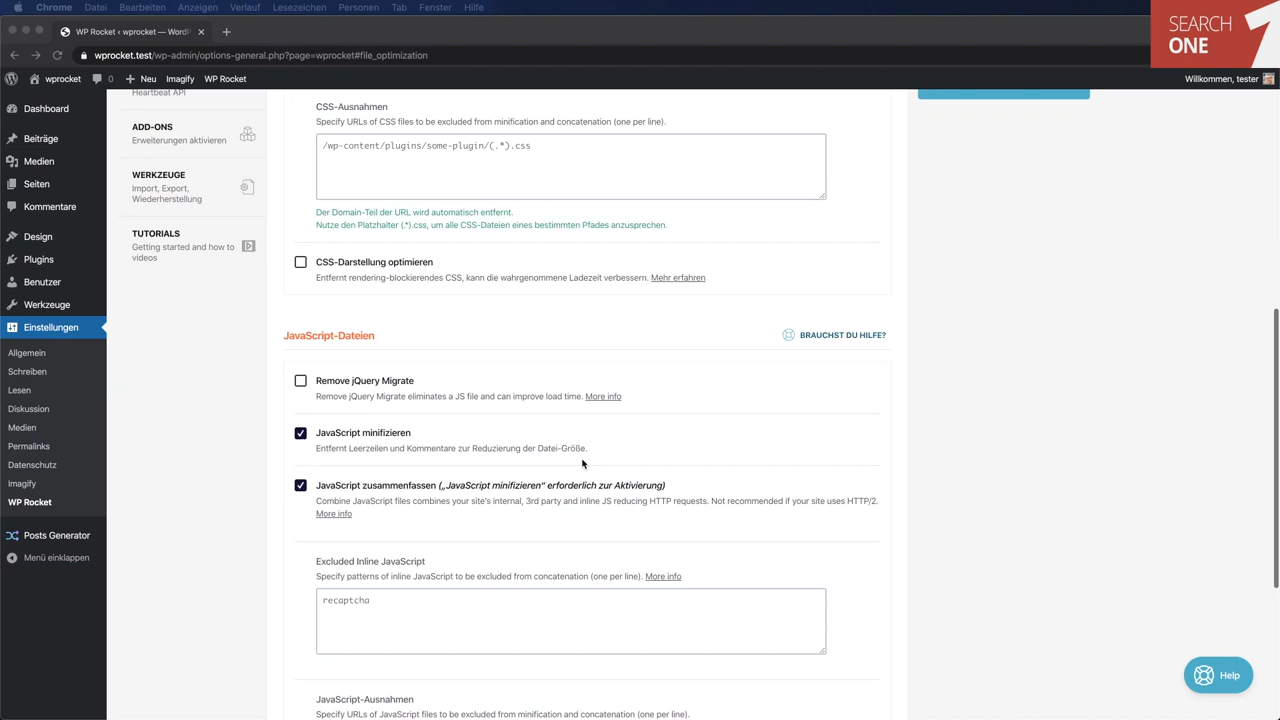 Chrome Datei Bearbeiten Anzeigen Verlauf Lesezeichen Personen Tab Fenster Hilfe
SEARCH
ONE
WP Rocket ‹ wprocket — WordP
wprocket.test/wp-admin/options-general.php?page=wprocket#file_optimization
wprocket 0 Neu Imagify WP Rocket Willkommen, tester
Dashboard
Beiträge
Medien
Seiten
Kommentare
Design
Plugins
Benutzer
Werkzeuge
Einstellungen
Allgemein
Schreiben
Lesen
Diskussion
Medien
Permalinks
Datenschutz
Imagify
WP Rocket
Posts Generator
Menü einklappen
Heartbeat API
ADD-ONS
Erweiterungen aktivieren
WERKZEUGE
Import, Export,
Wiederherstellung
TUTORIALS
Getting started and how to
videos
CSS-Ausnahmen
Specify URLs of CSS files to be excluded from minification and concatenation (one per line).
/wp-content/plugins/some-plugin/(.*).css
Der Domain-Teil der URL wird automatisch entfernt.
Nutze den Platzhalter (.*).css, um alle CSS-Dateien eines bestimmten Pfades anzusprechen.
CSS-Darstellung optimieren
Entfernt rendering-blockierendes CSS, kann die wahrgenommene Ladezeit verbessern. Mehr erfahren
JavaScript-Dateien
BRAUCHST DU HILFE?
Remove jQuery Migrate
Remove jQuery Migrate eliminates a JS file and can improve load time. More info
JavaScript minifizieren
Entfernt Leerzeilen und Kommentare zur Reduzierung der Datei-Größe.
JavaScript zusammenfassen („JavaScript minifizieren“ erforderlich zur Aktivierung)
Combine JavaScript files combines your site's internal, 3rd party and inline JS reducing HTTP requests. Not recommended if your site uses HTTP/2.
More info
Excluded Inline JavaScript
Specify patterns of inline JavaScript to be excluded from concatenation (one per line). More info
recaptcha
JavaScript-Ausnahmen
Specify URLs of JavaScript files to be excluded from minification and concatenation (one per line).
Help